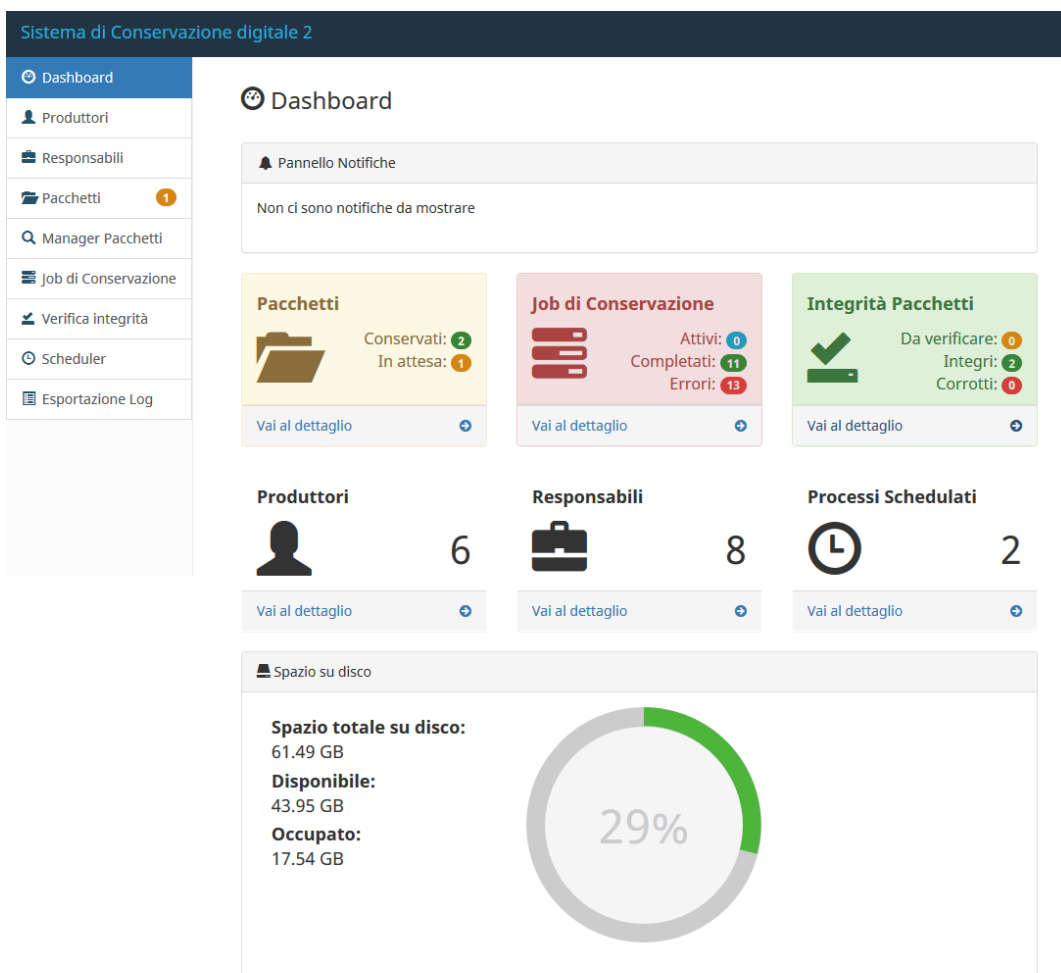 Sistema di Conservazione digitale 2
Dashboard
Produttori
Responsabili
Pacchetti 1
Manager Pacchetti
Job di Conservazione
Verifica integrità
Scheduler
Esportazione Log
Dashboard
Pannello Notifiche
Non ci sono notifiche da mostrare
Pacchetti
Conservati: 2
In attesa: 1
Vai al dettaglio
Job di Conservazione
Attivi: 0
Completati: 11
Errori: 13
Vai al dettaglio
Integrità Pacchetti
Da verificare: 0
Integri: 2
Corrotti: 0
Vai al dettaglio
Produttori
6
Vai al dettaglio
Responsabili
8
Vai al dettaglio
Processi Schedulati
2
Vai al dettaglio
Spazio su disco
Spazio totale su disco:
61.49 GB
Disponibile:
43.95 GB
Occupato:
17.54 GB
29%